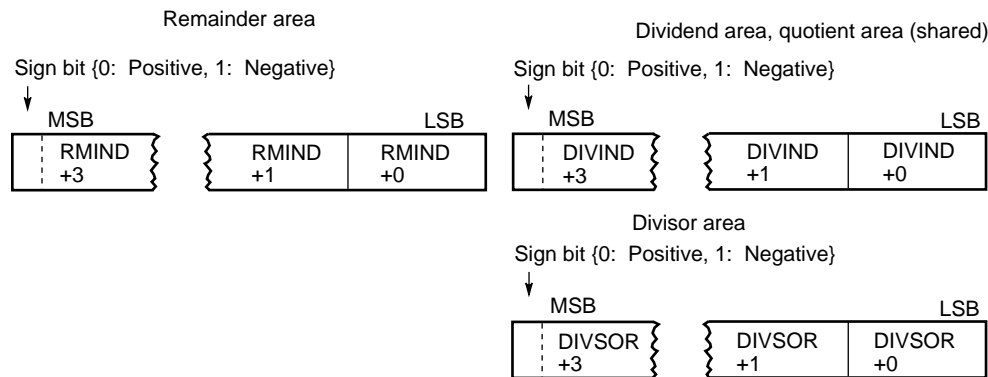 Remainder area
Sign bit {0: Positive, 1: Negative}
MSB LSB
RMIND RMIND RMIND
+3 +1 +0
Dividend area, quotient area (shared)
Sign bit {0: Positive, 1: Negative}
MSB LSB
DIVIND DIVIND DIVIND
+3 +1 +0
Divisor area
Sign bit {0: Positive, 1: Negative}
MSB LSB
DIVSOR DIVSOR DIVSOR
+3 +1 +0